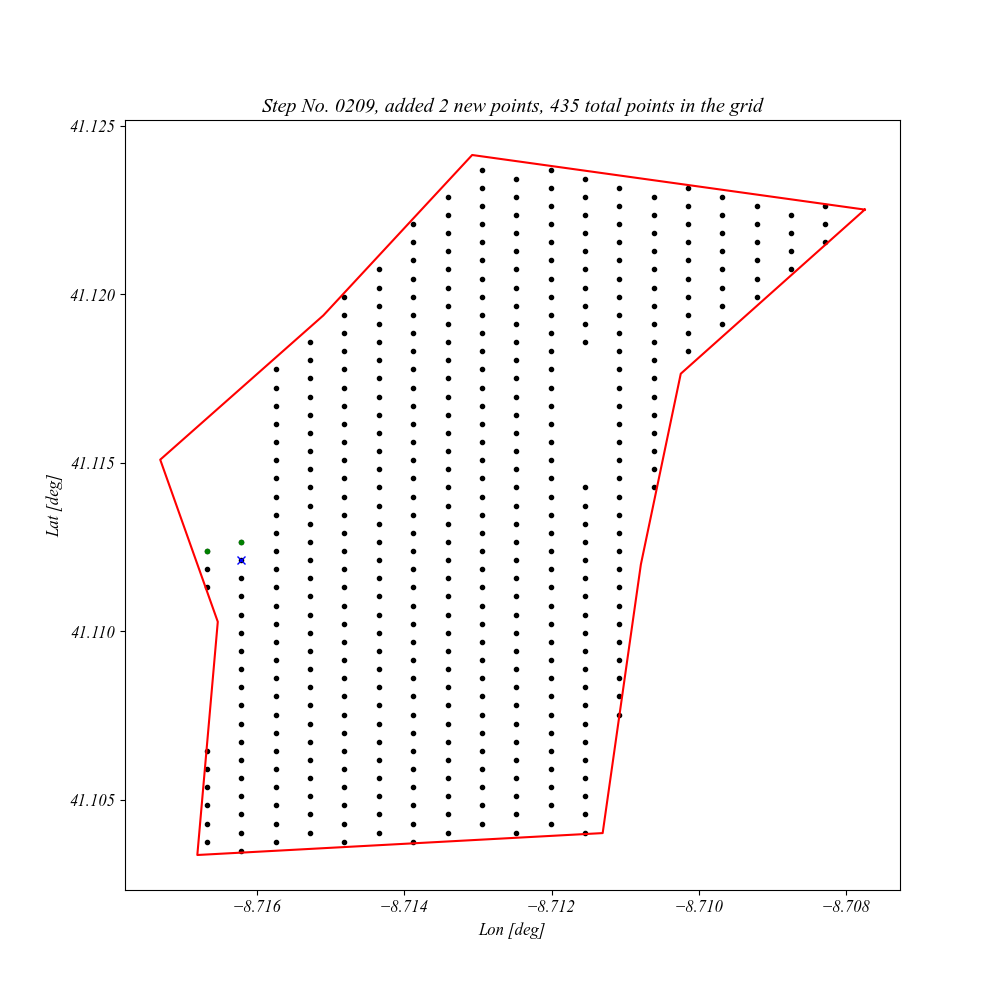 Step No. 0209, added 2 new points, 435 total points in the grid
41.125
41.120
41.115
41.110
41.105
Lat [deg]
−8.716 −8.714 −8.712 −8.710 −8.708
Lon [deg]